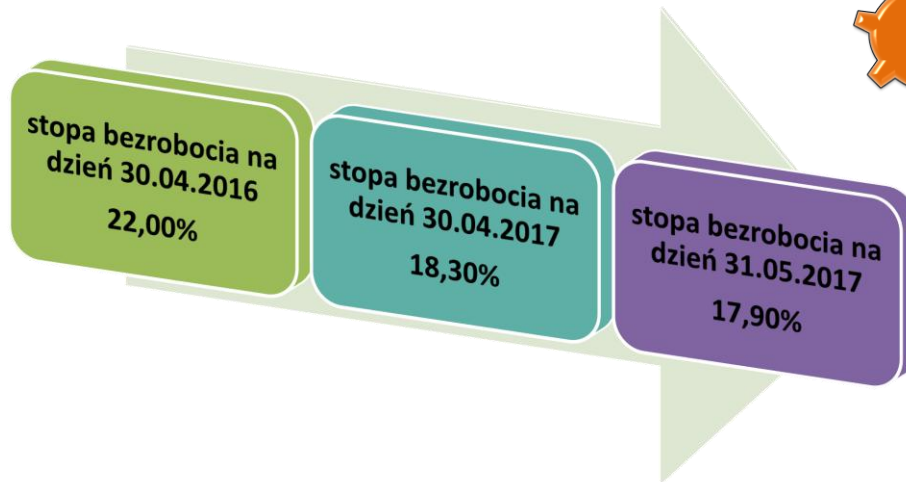 stopa bezrobocia na
dzień 30.04.2016
22,00%
stopa bezrobocia na
dzień 30.04.2017
18,30%
stopa bezrobocia na
dzień 31.05.2017
17,90%